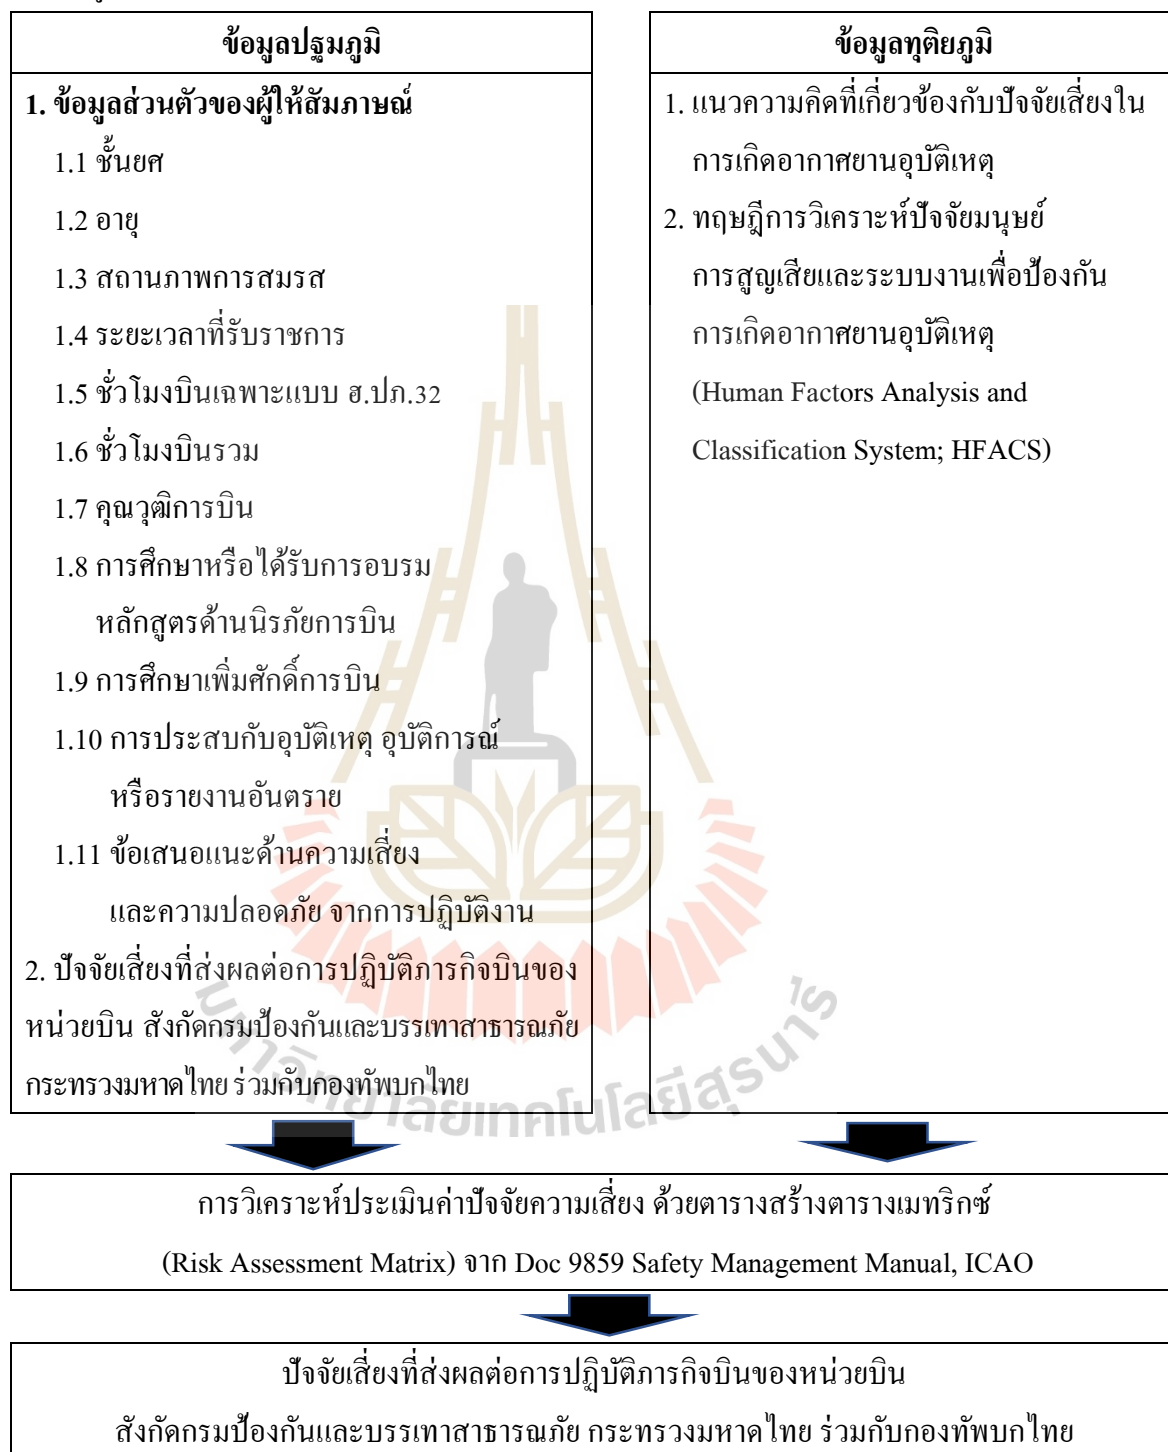 ข้อมูลปฐมภูมิ
1. ข้อมูลส่วนตัวของผู้ให้สัมภาษณ์
1.1 ชั้นยศ
1.2 อายุ
1.3 สถานภาพการสมรส
1.4 ระยะเวลาที่รับราชการ
1.5 ชั่วโมงบินเฉพาะแบบ ฮ.ปภ.32
1.6 ชั่วโมงบินรวม
1.7 คุณวุฒิการบิน
1.8 การศึกษาหรือได้รับการอบรม
หลักสูตรด้านนิรภัยการบิน
1.9 การศึกษาเพิ่มศักดิ์การบิน
1.10 การประสบกับอุบัติเหตุ อุบัติการณ์
หรือรายงานอันตราย
1.11 ข้อเสนอแนะด้านความเสี่ยง
และความปลอดภัย จากการปฏิบัติงาน
2. ปัจจัยเสี่ยงที่ส่งผลต่อการปฏิบัติภารกิจบินของ
หน่วยบิน สังกัดกรมป้องกันและบรรเทาสาธารณภัย
กระทรวงมหาดไทย ร่วมกับกองทัพบกไทย
ข้อมูลทุติยภูมิ
1. แนวความคิดที่เกี่ยวข้องกับปัจจัยเสี่ยงใน
การเกิดอากาศยานอุบัติเหตุ
2. ทฤษฎีการวิเคราะห์ปัจจัยมนุษย์
การสูญเสียและระบบงานเพื่อป้องกัน
การเกิดอากาศยานอุบัติเหตุ
(Human Factors Analysis and
Classification System; HFACS)
มหาวิทยาลัยเทคโนโลยีสุรนารี
การวิเคราะห์ประเมินค่าปัจจัยความเสี่ยง ด้วยตารางสร้างตารางเมทริกซ์
(Risk Assessment Matrix) จาก Doc 9859 Safety Management Manual, ICAO
ปัจจัยเสี่ยงที่ส่งผลต่อการปฏิบัติภารกิจบินของหน่วยบิน
สังกัดกรมป้องกันและบรรเทาสาธารณภัย กระทรวงมหาดไทย ร่วมกับกองทัพบกไทย